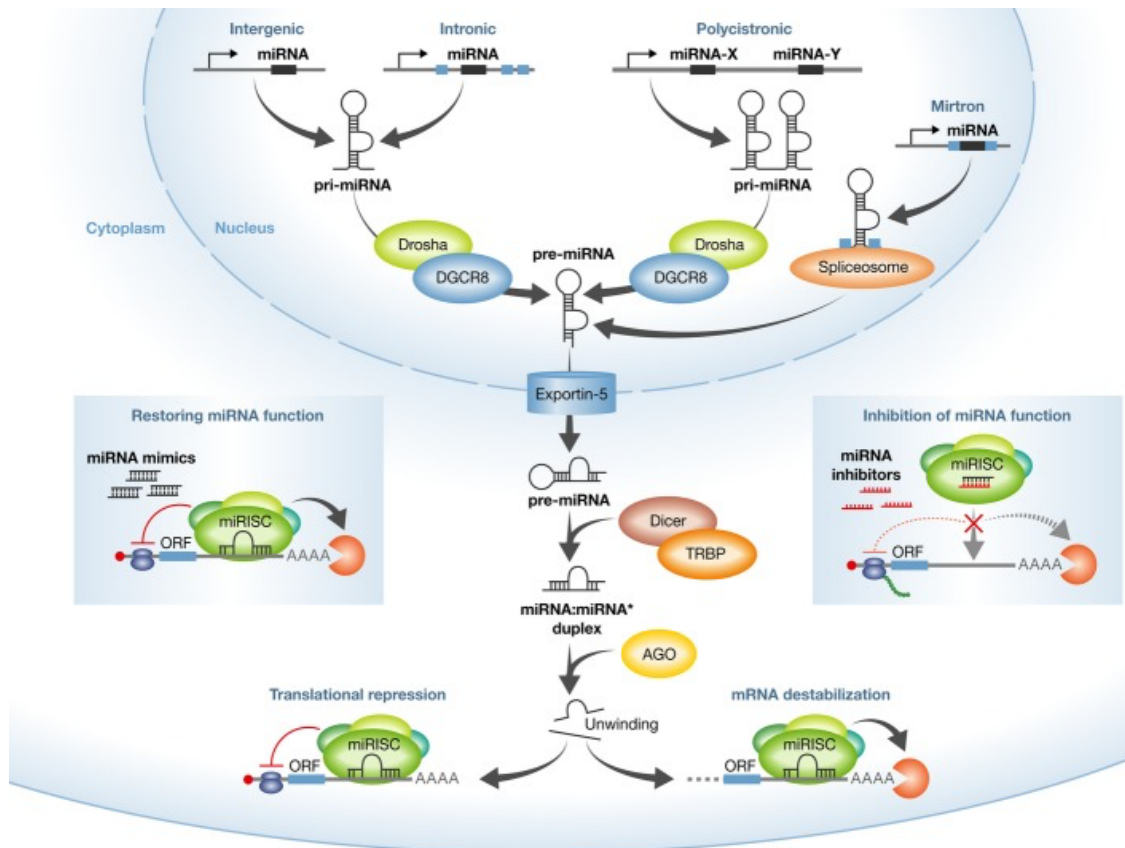 Intergenic
miRNA
Intronic
miRNA
Polycistronic
miRNA-X
miRNA-Y
Mirtron
miRNA
pri-miRNA
pri-miRNA
Cytoplasm
Nucleus
Drosha
DGCR8
pre-miRNA
Drosha
DGCR8
Spliceosome
Exportin-5
Restoring miRNA function
miRNA mimics
miRISC
ORF
AAAA
Inhibition of miRNA function
miRNA
inhibitors
miRISC
ORF
AAAA
pre-miRNA
Dicer
TRBP
miRNA:miRNA*
duplex
AGO
Unwinding
Translational repression
miRISC
ORF
AAAA
mRNA destabilization
miRISC
ORF
AAAA